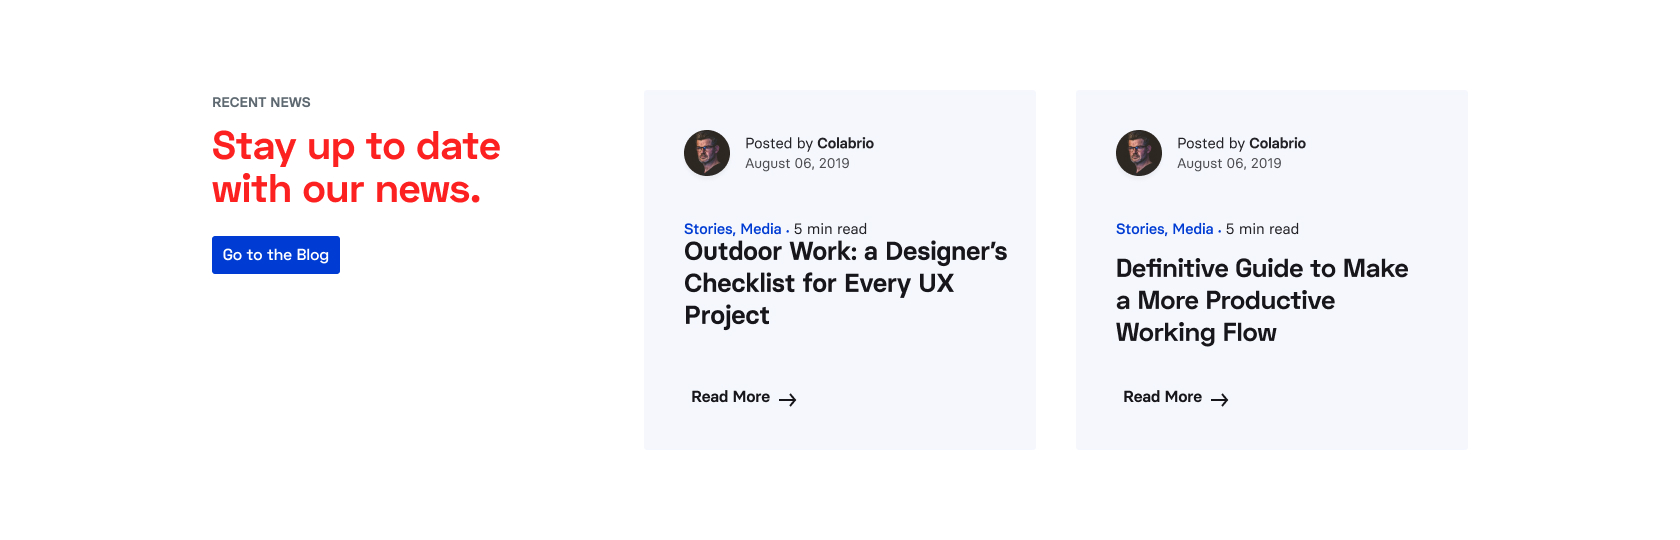 RECENT NEWS
Stay up to date
with our news.
Go to the Blog
Posted by Colabrio
August 06, 2019
Stories, Media · 5 min read
Outdoor Work: a Designer’s
Checklist for Every UX
Project
Read More
Posted by Colabrio
August 06, 2019
Stories, Media · 5 min read
Definitive Guide to Make
a More Productive
Working Flow
Read More